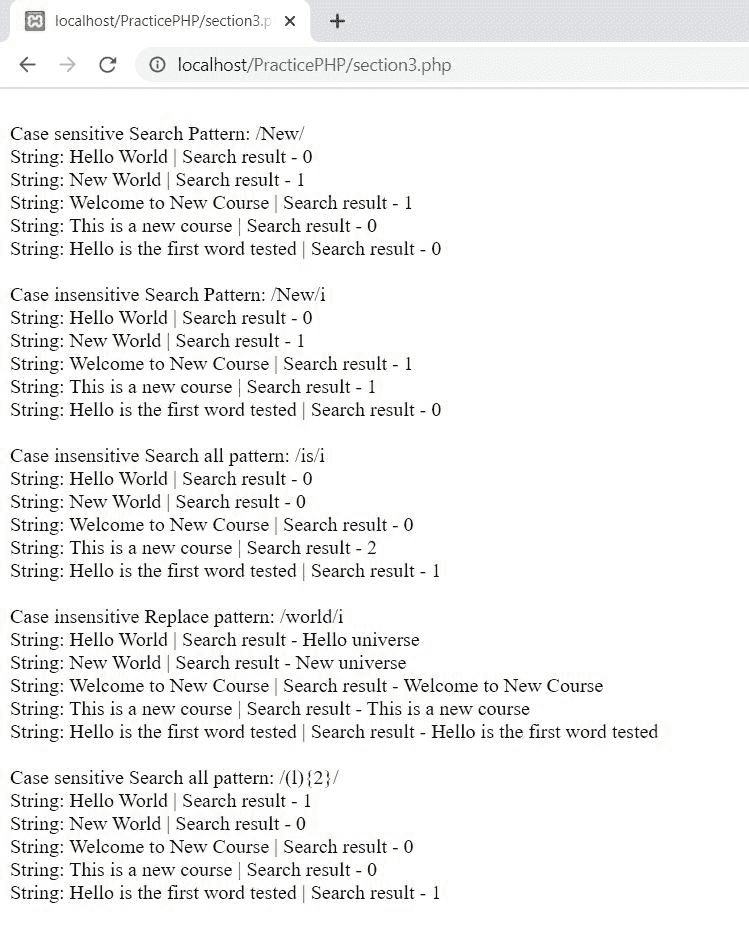 localhost/PracticePHP/section3.p
localhost/PracticePHP/section3.php
Case sensitive Search Pattern: /New/
String: Hello World | Search result - 0
String: New World | Search result - 1
String: Welcome to New Course | Search result - 1
String: This is a new course | Search result - 0
String: Hello is the first word tested | Search result - 0
Case insensitive Search Pattern: /New/i
String: Hello World | Search result - 0
String: New World | Search result - 1
String: Welcome to New Course | Search result - 1
String: This is a new course | Search result - 1
String: Hello is the first word tested | Search result - 0
Case insensitive Search all pattern: /is/i
String: Hello World | Search result - 0
String: New World | Search result - 0
String: Welcome to New Course | Search result - 0
String: This is a new course | Search result - 2
String: Hello is the first word tested | Search result - 1
Case insensitive Replace pattern: /world/i
String: Hello World | Search result - Hello universe
String: New World | Search result - New universe
String: Welcome to New Course | Search result - Welcome to New Course
String: This is a new course | Search result - This is a new course
String: Hello is the first word tested | Search result - Hello is the first word tested
Case sensitive Search all pattern: /(l){2}/
String: Hello World | Search result - 1
String: New World | Search result - 0
String: Welcome to New Course | Search result - 0
String: This is a new course | Search result - 0
String: Hello is the first word tested | Search result - 1